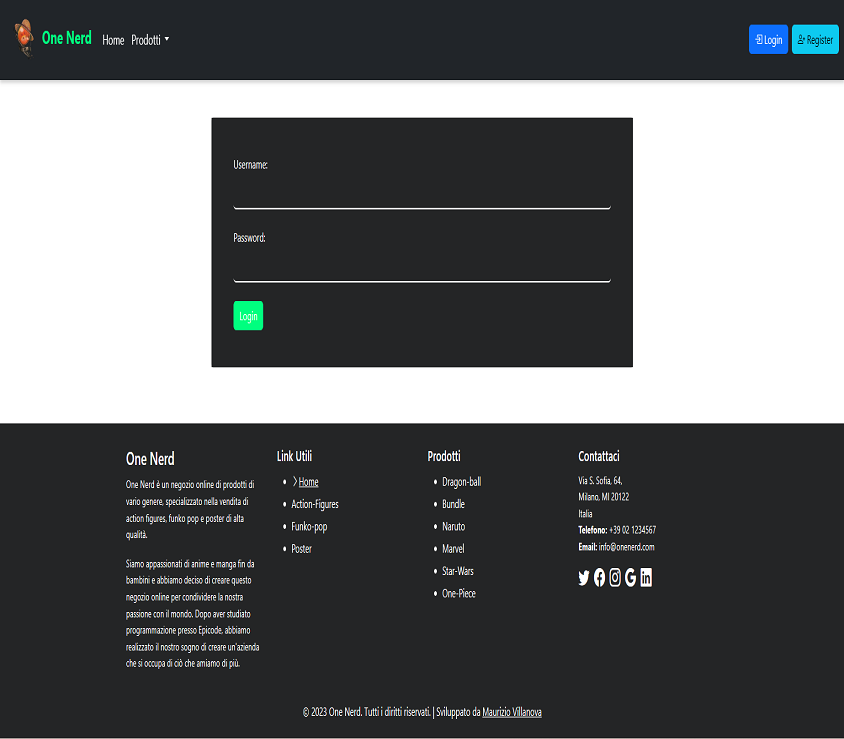 One Nerd Home Prodotti Login Register
Username:
Password:
Login
One Nerd
One Nerd è un negozio online di prodotti di
vario genere, specializzato nella vendita di
action figures, funko pop e poster di alta
qualità.
Siamo appassionati di anime e manga fin da
bambini e abbiamo deciso di creare questo
negozio online per condividere la nostra
passione con il mondo. Dopo aver studiato
programmazione presso Epicode, abbiamo
realizzato il nostro sogno di creare un'azienda
che si occupa di ciò che amiamo di più.
Link Utili
Home
Action-Figures
Funko-pop
Poster
Prodotti
Dragon-ball
Bundle
Naruto
Marvel
Star-Wars
One-Piece
Contattaci
Via S. Sofia, 64,
Milano, MI 20122
Italia
Telefono: +39 02 1234567
Email: info@onenerd.com
© 2023 One Nerd. Tutti i diritti riservati. | Sviluppato da Maurizio Villanova